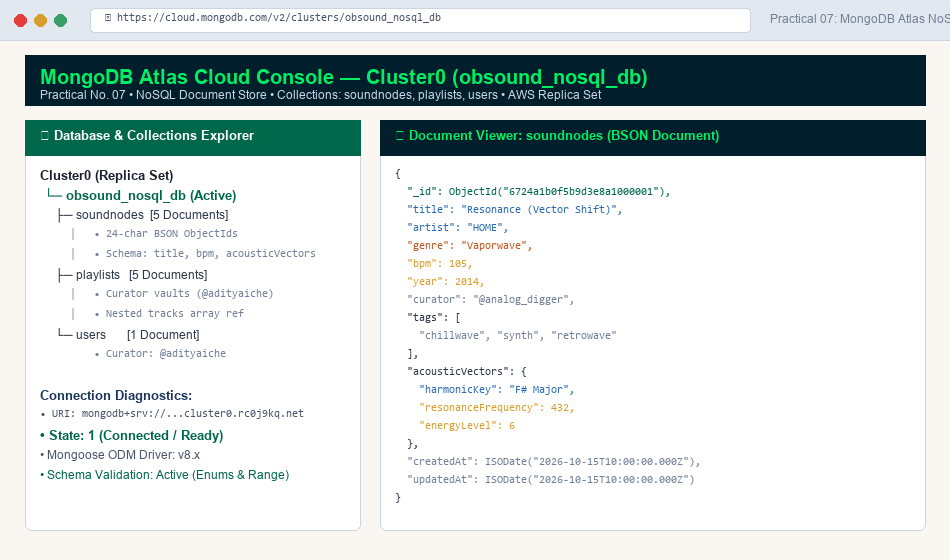 https://cloud.mongodb.com/v2/clusters/obsound_nosql_db
Practical 07: MongoDB Atlas NoS
MongoDB Atlas Cloud Console — Cluster0 (obsound_nosql_db)
Practical No. 07 • NoSQL Document Store • Collections: soundnodes, playlists, users • AWS Replica Set
Database & Collections Explorer
Cluster0 (Replica Set)
└─ obsound_nosql_db (Active)
├─ soundnodes [5 Documents]
│ • 24-char BSON ObjectIds
│ • Schema: title, bpm, acousticVectors
├─ playlists [5 Documents]
│ • Curator vaults (@adityaiche)
│ • Nested tracks array ref
└─ users [1 Document]
• Curator: @adityaiche
Connection Diagnostics:
• URI: mongodb+srv://...cluster0.rc0j9kq.net
• State: 1 (Connected / Ready)
• Mongoose ODM Driver: v8.x
• Schema Validation: Active (Enums & Range)
Document Viewer: soundnodes (BSON Document)
{
"_id": ObjectId("6724a1b0f5b9d3e8a1000001"),
"title": "Resonance (Vector Shift)",
"artist": "HOME",
"genre": "Vaporwave",
"bpm": 105,
"year": 2014,
"curator": "@analog_digger",
"tags": [
"chillwave", "synth", "retrowave"
],
"acousticVectors": {
"harmonicKey": "F# Major",
"resonanceFrequency": 432,
"energyLevel": 6
},
"createdAt": ISODate("2026-10-15T10:00:00.000Z"),
"updatedAt": ISODate("2026-10-15T10:00:00.000Z")
}